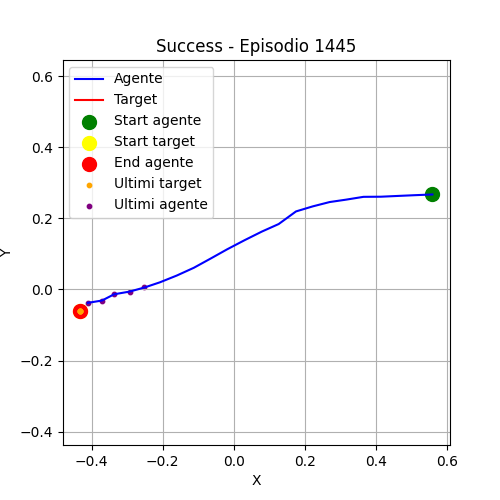 Success - Episodio 1445
Agente
Target
Start agente
Start target
End agente
Ultimi target
Ultimi agente
0.6
0.4
0.2
0.0
−0.2
−0.4
Y
−0.4
−0.2
0.0
0.2
0.4
0.6
X